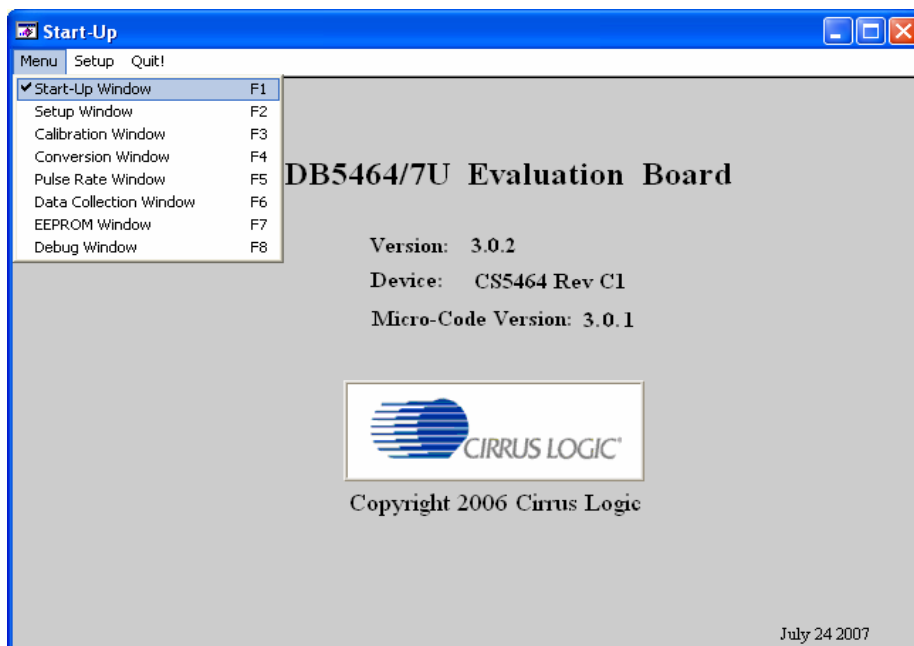 Start-Up
Menu Setup Quit!
Start-Up Window F1
Setup Window F2
Calibration Window F3
Conversion Window F4
Pulse Rate Window F5
Data Collection Window F6
EEPROM Window F7
Debug Window F8
DB5464/7U Evaluation Board
Version: 3.0.2
Device: CS5464 Rev C1
Micro-Code Version: 3.0.1
CIRRUS LOGIC®
Copyright 2006 Cirrus Logic
July 24 2007